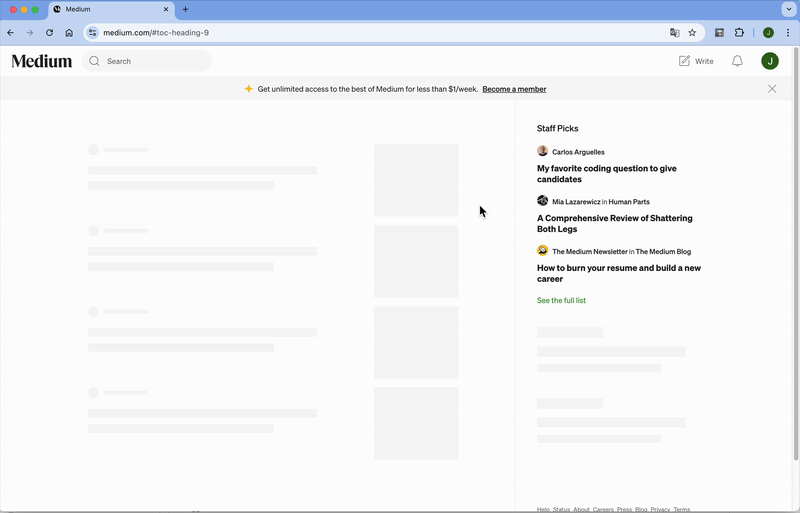 Medium
medium.com/#toc-heading-9
J
Medium
Search
Write
J
Get unlimited access to the best of Medium for less than $1/week. Become a member
Staff Picks
Carlos Arguelles
My favorite coding question to give
candidates
Mia Lazarewicz in Human Parts
A Comprehensive Review of Shattering
Both Legs
The Medium Newsletter in The Medium Blog
How to burn your resume and build a new
career
See the full list
Help Status About Careers Press Blog Privacy Terms